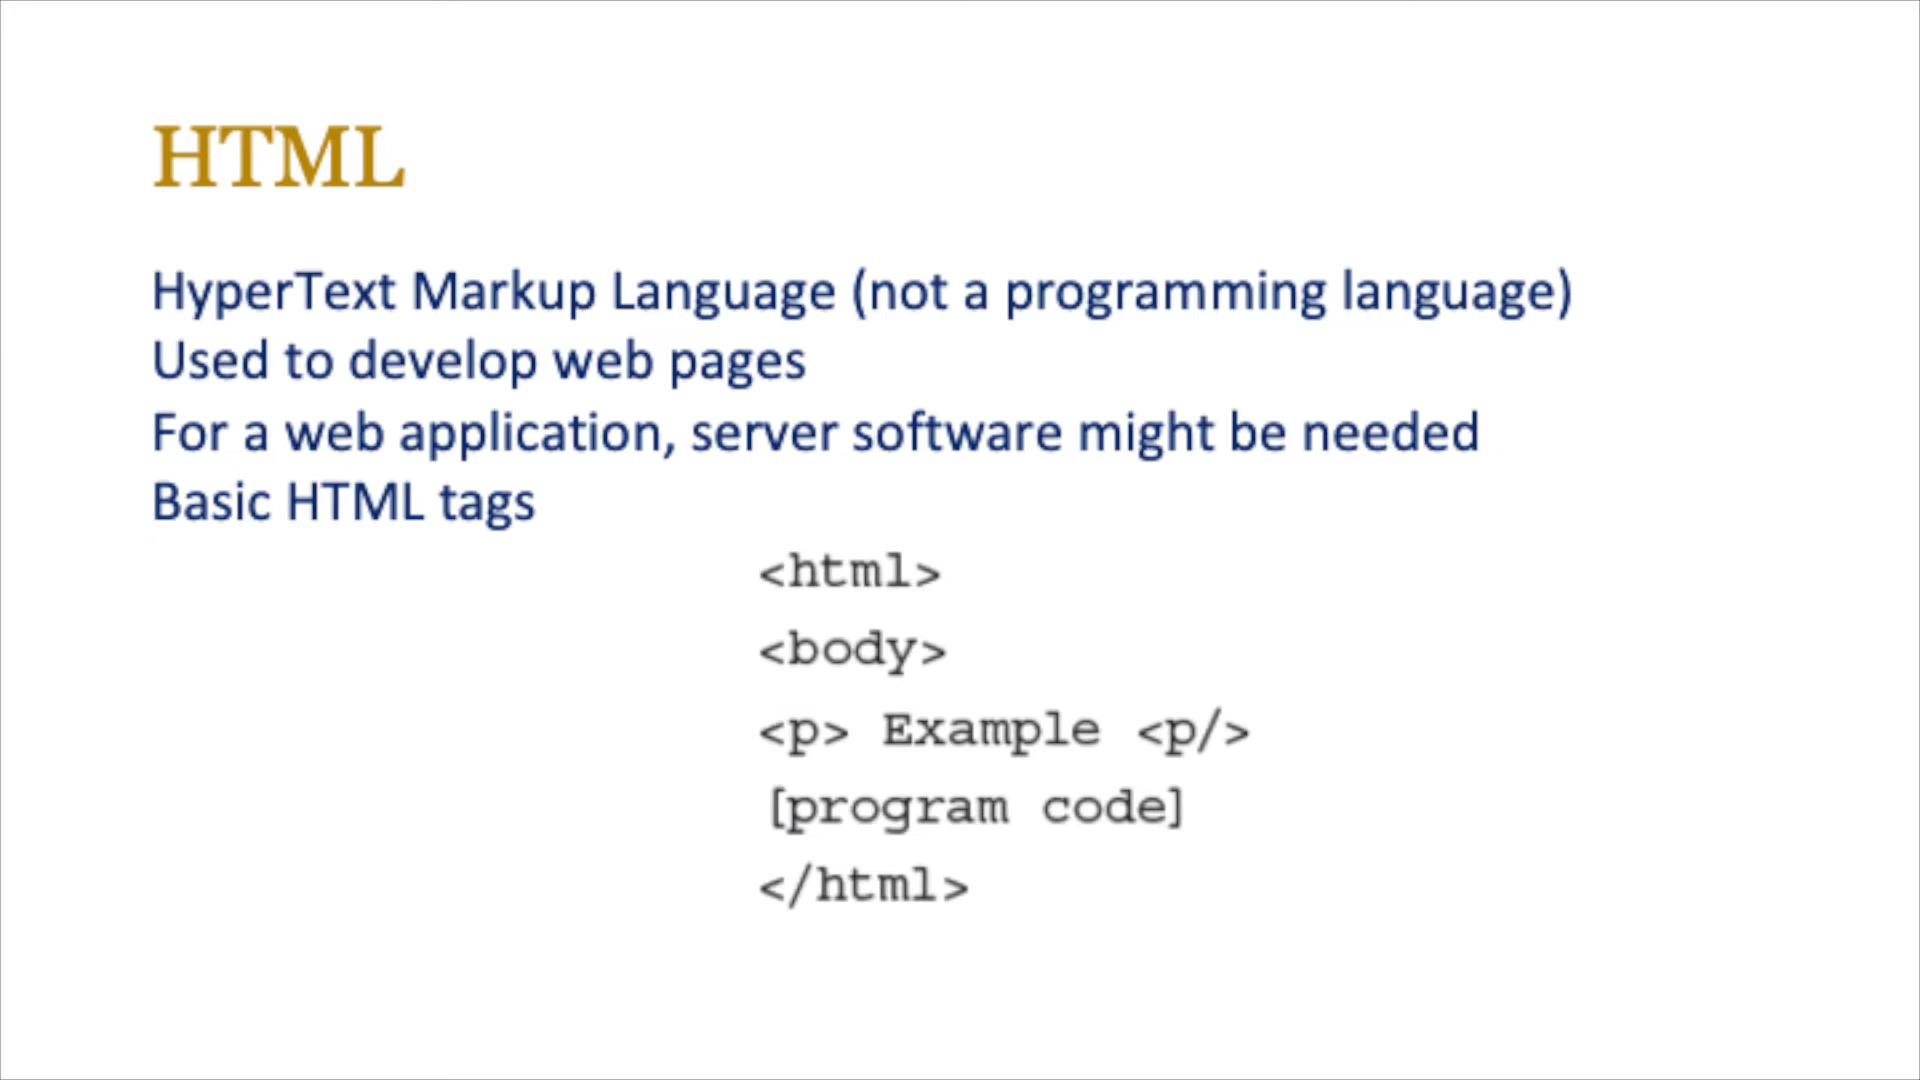 HTML
HyperText Markup Language (not a programming language)
Used to develop web pages
For a web application, server software might be needed
Basic HTML tags
<html>
<body>
<p> Example <p/>
[program code]
</html>